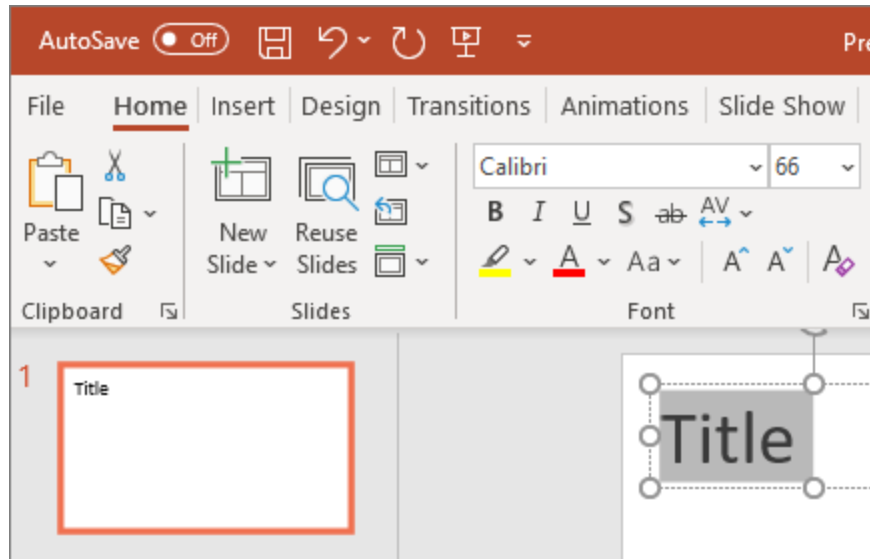 AutoSave Off Pre
File Home Insert Design Transitions Animations Slide Show
Calibri 66
B I U S ab AV
Paste New Reuse
Slide Slides A Aa A A A
Clipboard Slides Font
1 Title
Title